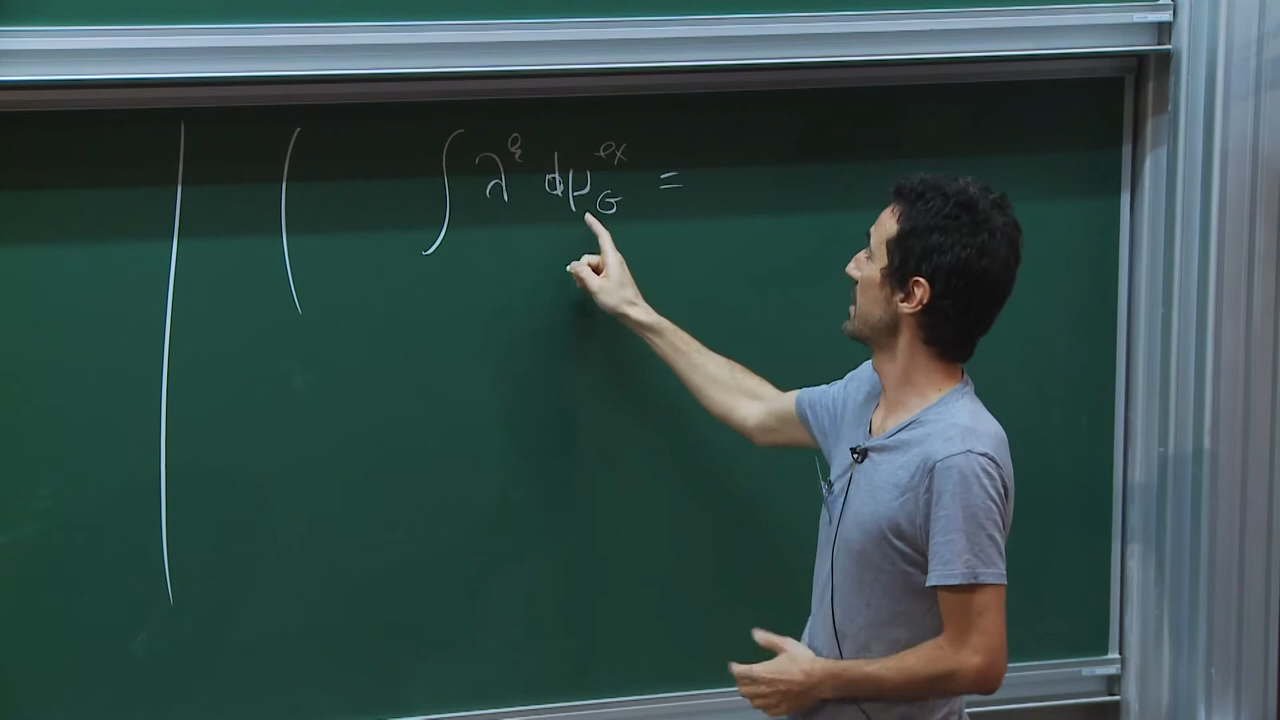 ( ∫ λ^k dμ_G^{ex} =